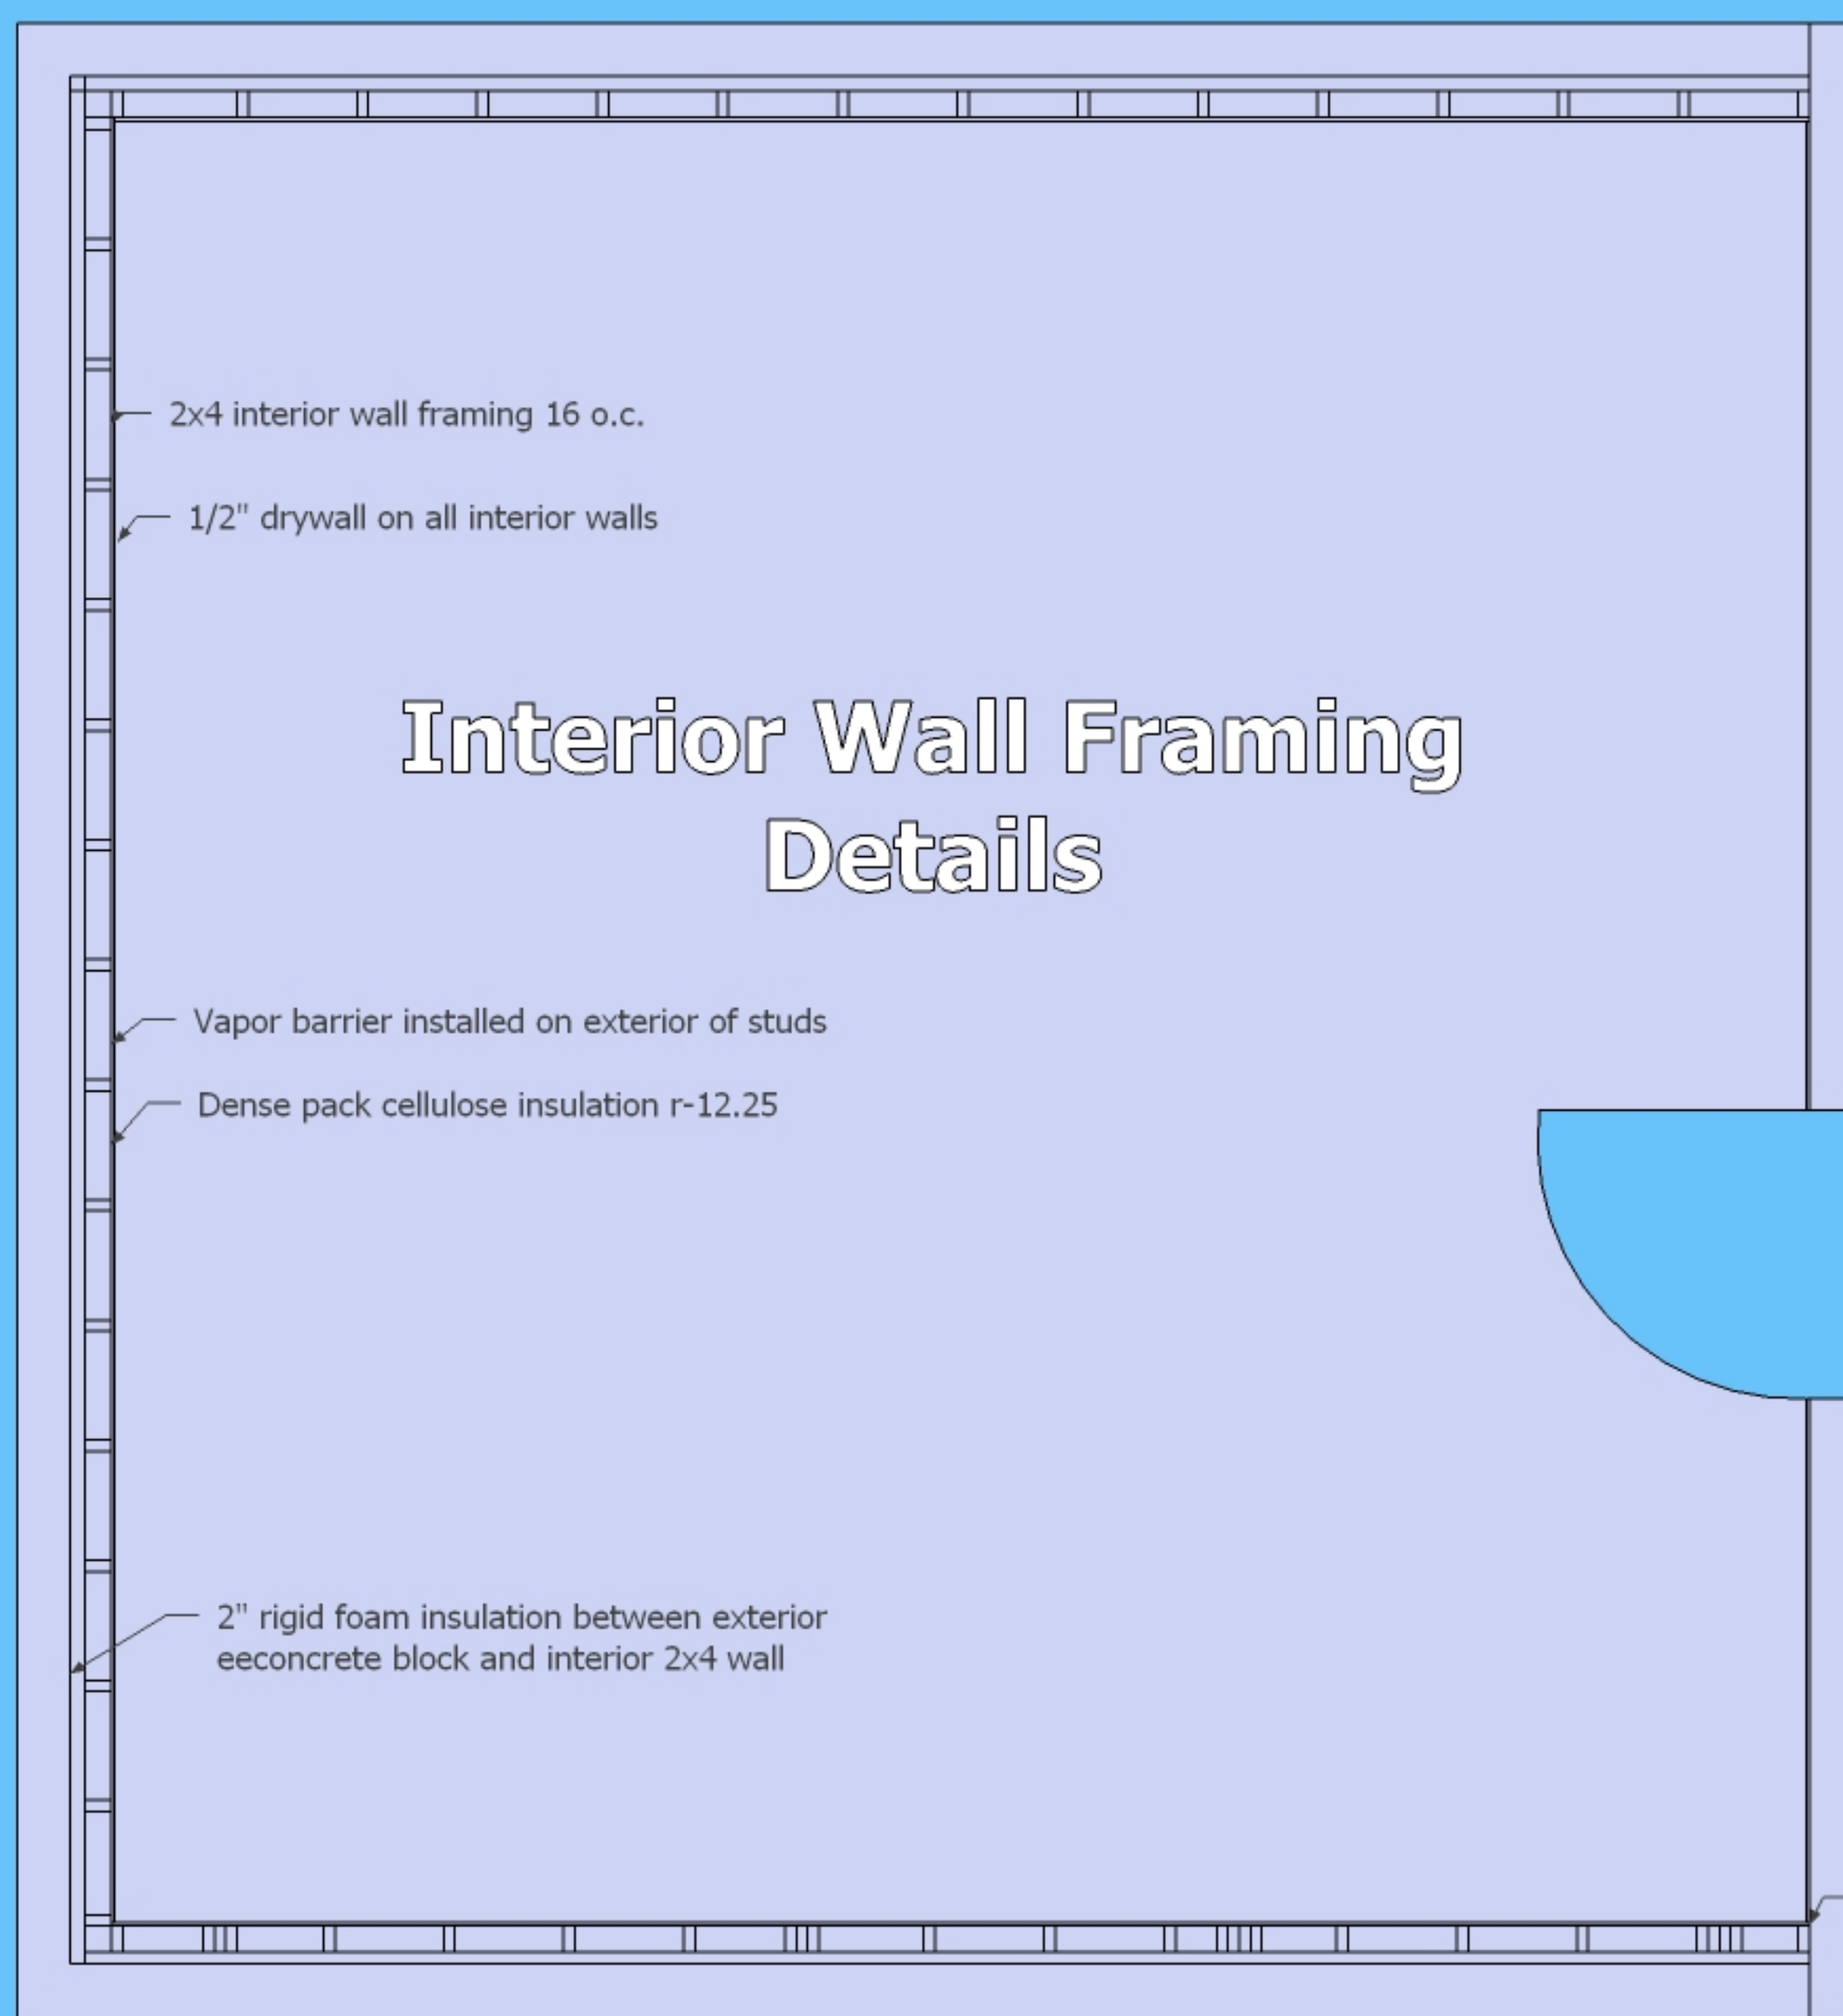 2x4 interior wall framing 16 o.c.
1/2" drywall on all interior walls
Interior Wall Framing
Details
Vapor barrier installed on exterior of studs
Dense pack cellulose insulation r-12.25
2" rigid foam insulation between exterior
eeconcrete block and interior 2x4 wall